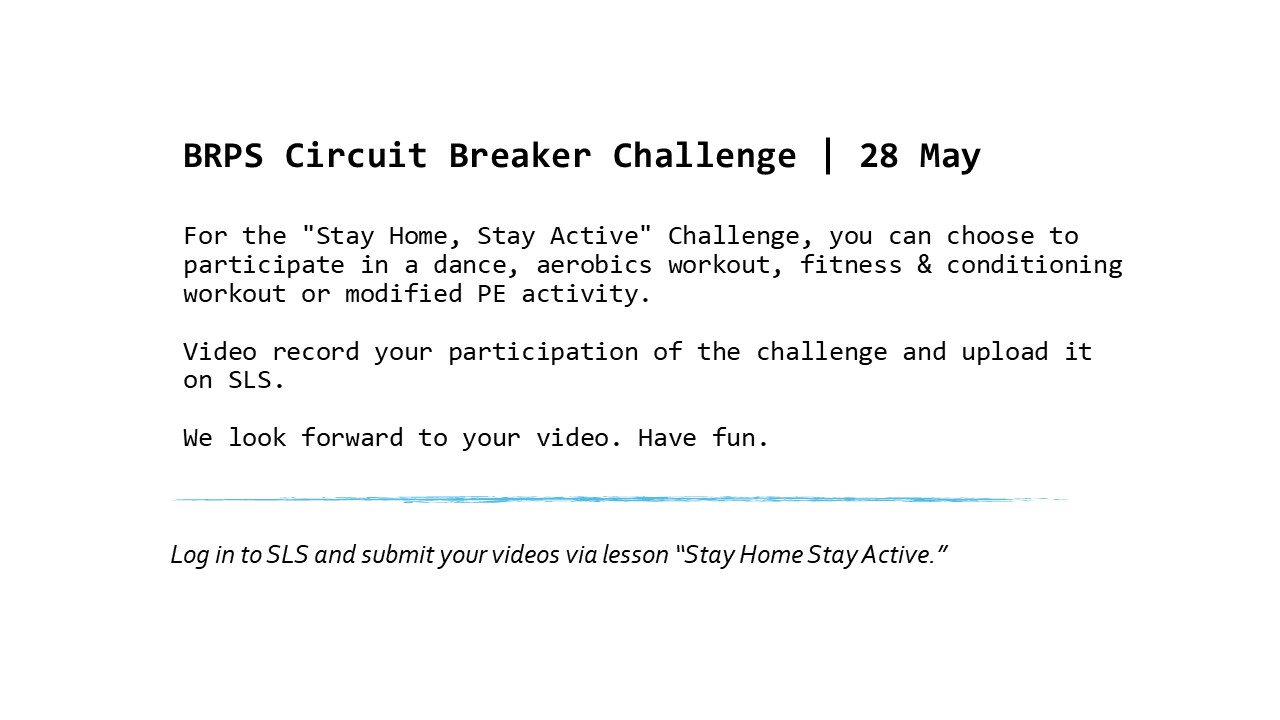 BRPS Circuit Breaker Challenge | 28 May
For the "Stay Home, Stay Active" Challenge, you can choose to
participate in a dance, aerobics workout, fitness & conditioning
workout or modified PE activity.
Video record your participation of the challenge and upload it
on SLS.
We look forward to your video. Have fun.
Log in to SLS and submit your videos via lesson “Stay Home Stay Active.”